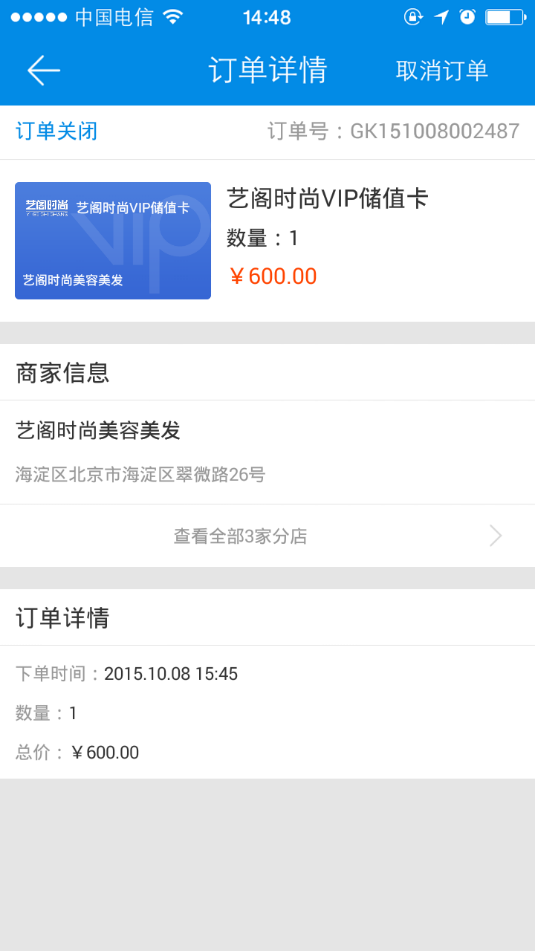 中国电信 14:48
订单详情 取消订单
订单关闭 订单号：GK151008002487
艺阁时尚 艺阁时尚VIP储值卡
vip
艺阁时尚美容美发
艺阁时尚VIP储值卡
数量：1
￥600.00
商家信息
艺阁时尚美容美发
海淀区北京市海淀区翠微路26号
查看全部3家分店
订单详情
下单时间：2015.10.08 15:45
数量：1
总价：￥600.00